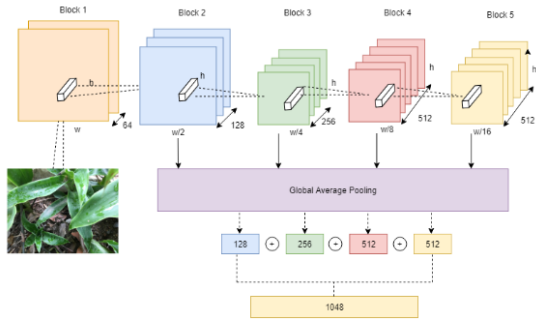 Block 1
Block 2
Block 3
Block 4
Block 5
h
h
h
h
h
64
128
256
512
512
w
w/2
w/4
w/8
w/16
Global Average Pooling
128 + 256 + 512 + 512
1048